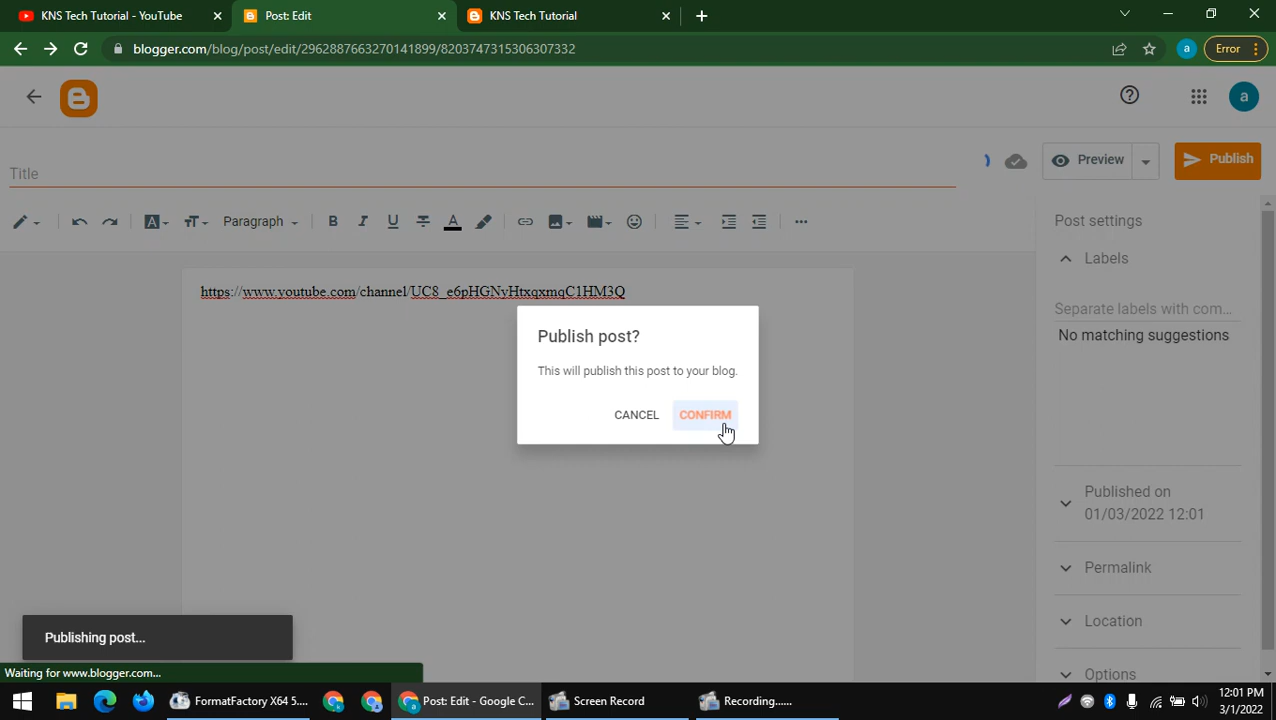 KNS Tech Tutorial - YouTube
Post: Edit
KNS Tech Tutorial
blogger.com/blog/post/edit/2962887663270141899/8203747315306307332
a
Error
a
Title
Preview
Publish
Paragraph
https://www.youtube.com/channel/UC8_e6pHGNyHtxqxmqC1HM3Q
Post settings
Labels
Separate labels with com...
No matching suggestions
Publish post?
This will publish this post to your blog.
CANCEL
CONFIRM
Published on
01/03/2022 12:01
Permalink
Location
Options
Publishing post...
Waiting for www.blogger.com...
FormatFactory X64 5....
Post: Edit - Google C...
Screen Record
Recording......
12:01 PM
3/1/2022